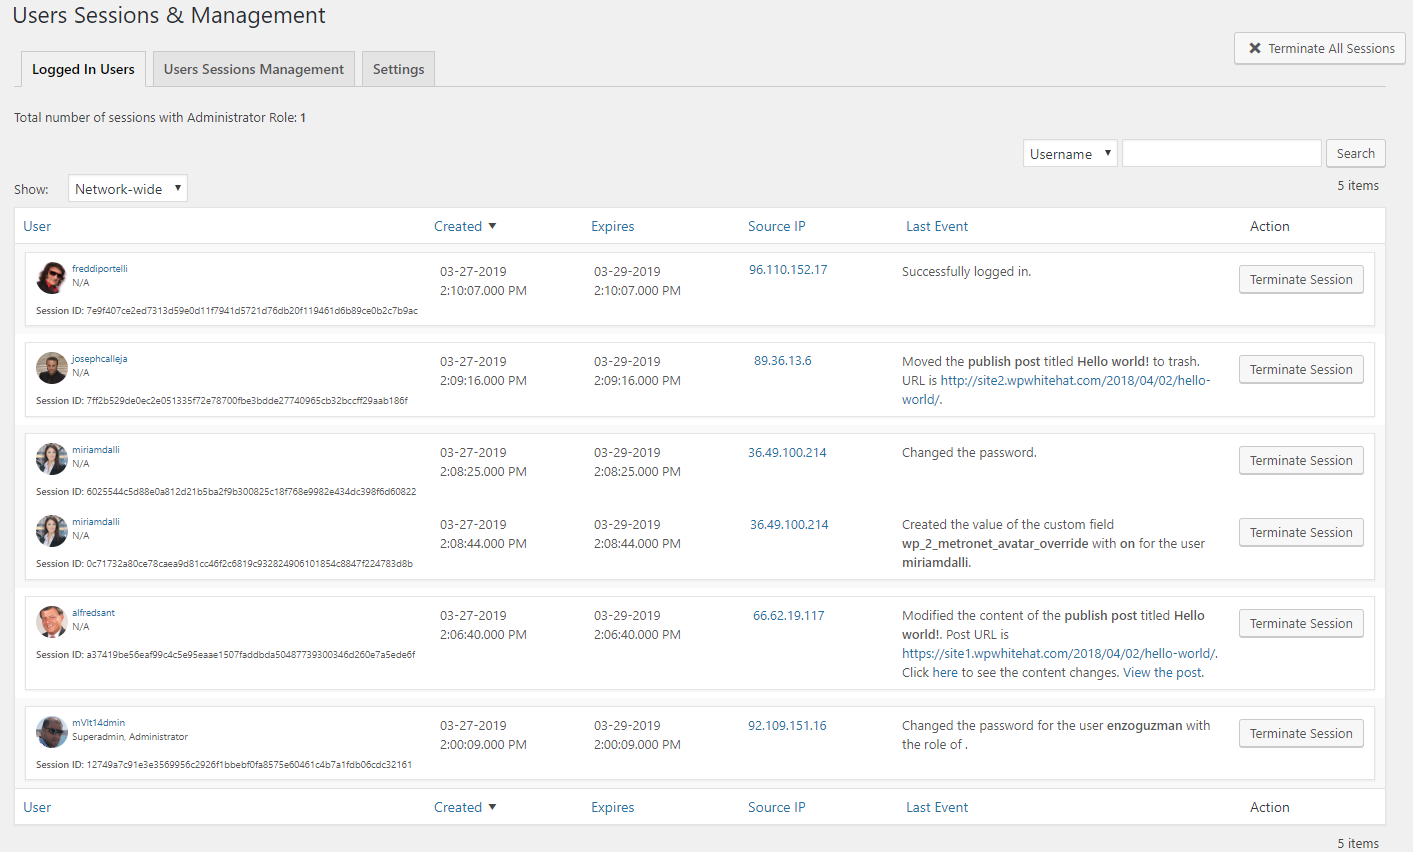 Users Sessions & Management
Terminate All Sessions
Logged In Users
Users Sessions Management
Settings
Total number of sessions with Administrator Role: 1
Username
Search
Show:
Network-wide
5 items
User
Created
Expires
Source IP
Last Event
Action
freddiportelli
N/A
Session ID: 7e9f407ce2ed7313d59e0d11f7941d5721d76db20f119461d6b89ce0b2c7b9ac
03-27-2019
2:10:07.000 PM
03-29-2019
2:10:07.000 PM
96.110.152.17
Successfully logged in.
Terminate Session
josephcalleja
N/A
Session ID: 7ff2b529de0ec2e051335f72e78700fbe3bdde27740965cb32bccff29aab186f
03-27-2019
2:09:16.000 PM
03-29-2019
2:09:16.000 PM
89.36.13.6
Moved the publish post titled Hello world! to trash.
URL is http://site2.wpwhitehat.com/2018/04/02/hello-
world/.
Terminate Session
miriamdalli
N/A
Session ID: 6025544c5d88e0a812d21b5ba2f9b300825c18f768e9982e434dc398f6d60822
03-27-2019
2:08:25.000 PM
03-29-2019
2:08:25.000 PM
36.49.100.214
Changed the password.
Terminate Session
miriamdalli
N/A
Session ID: 0c71732a80ce78caea9d81cc46f2c6819c932824906101854c8847f224783d8b
03-27-2019
2:08:44.000 PM
03-29-2019
2:08:44.000 PM
36.49.100.214
Created the value of the custom field
wp_2_metronet_avatar_override with on for the user
miriamdalli.
Terminate Session
alfredsant
N/A
Session ID: a37419be56eaf99c4c5e95eaae1507faddbda50487739300346d260e7a5ede6f
03-27-2019
2:06:40.000 PM
03-29-2019
2:06:40.000 PM
66.62.19.117
Modified the content of the publish post titled Hello
world!. Post URL is
https://site1.wpwhitehat.com/2018/04/02/hello-world/.
Click here to see the content changes. View the post.
Terminate Session
mVlt14dmin
Superadmin, Administrator
Session ID: 12749a7c91e3e3569956c2926f1bbebf0fa8575e60461c4b7a1fdb06cdc32161
03-27-2019
2:00:09.000 PM
03-29-2019
2:00:09.000 PM
92.109.151.16
Changed the password for the user enzoguzman with
the role of .
Terminate Session
User
Created
Expires
Source IP
Last Event
Action
5 items